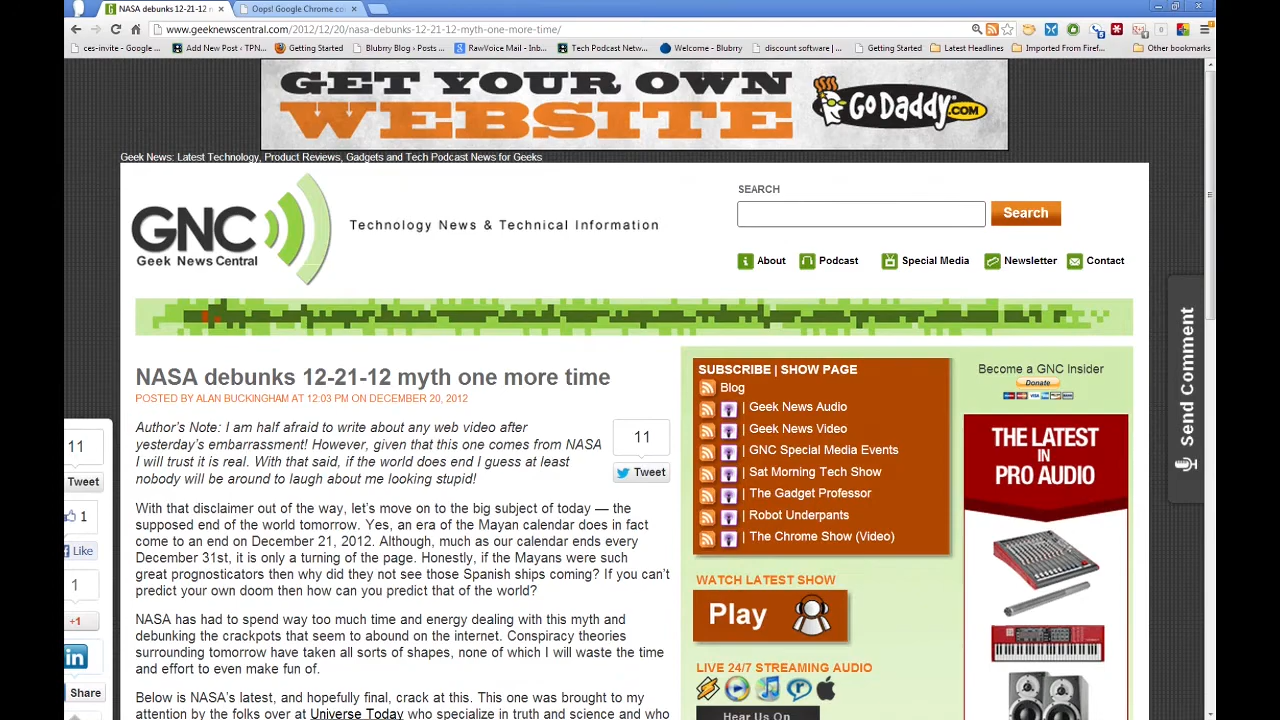 NASA debunks 12-21-12 m
Oops! Google Chrome co
www.geeknewscentral.com/2012/12/20/nasa-debunks-12-21-12-myth-one-more-time/
ces-invite - Google ...
Add New Post ‹ TPN...
Getting Started
Blubrry Blog › Posts ...
RawVoice Mail - Inb...
Tech Podcast Netw...
Welcome - Blubrry
discount software | ...
Getting Started
Latest Headlines
Imported From Firef...
Other bookmarks
GET YOUR OWN
WEBSITE
GO DADDY.COM
Geek News: Latest Technology, Product Reviews, Gadgets and Tech Podcast News for Geeks
GNC
Geek News Central
Technology News & Technical Information
SEARCH
Search
About
Podcast
Special Media
Newsletter
Contact
Send Comment
NASA debunks 12-21-12 myth one more time
POSTED BY ALAN BUCKINGHAM AT 12:03 PM ON DECEMBER 20, 2012
Author's Note: I am half afraid to write about any web video after
yesterday's embarrassment! However, given that this one comes from NASA
I will trust it is real. With that said, if the world does end I guess at least
nobody will be around to laugh about me looking stupid!
11
Tweet
With that disclaimer out of the way, let's move on to the big subject of today — the
supposed end of the world tomorrow. Yes, an era of the Mayan calendar does in fact
come to an end on December 21, 2012. Although, much as our calendar ends every
December 31st, it is only a turning of the page. Honestly, if the Mayans were such
great prognosticators then why did they not see those Spanish ships coming? If you can't
predict your own doom then how can you predict that of the world?
NASA has had to spend way too much time and energy dealing with this myth and
debunking the crackpots that seem to abound on the internet. Conspiracy theories
surrounding tomorrow have taken all sorts of shapes, none of which I will waste the time
and effort to even make fun of.
Below is NASA's latest, and hopefully final, crack at this. This one was brought to my
attention by the folks over at Universe Today who specialize in truth and science and who
11
Tweet
1
Like
1
+1
in
Share
SUBSCRIBE | SHOW PAGE
Blog
| Geek News Audio
| Geek News Video
| GNC Special Media Events
| Sat Morning Tech Show
| The Gadget Professor
| Robot Underpants
| The Chrome Show (Video)
WATCH LATEST SHOW
Play
LIVE 24/7 STREAMING AUDIO
Hear Us On
Become a GNC Insider
Donate
THE LATEST
IN
PRO AUDIO